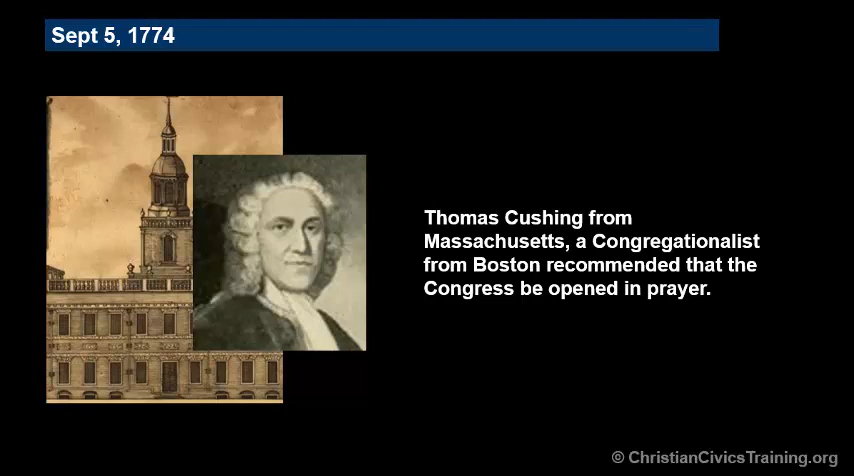 Sept 5, 1774
Thomas Cushing from
Massachusetts, a Congregationalist
from Boston recommended that the
Congress be opened in prayer.
© ChristianCivicsTraining.org